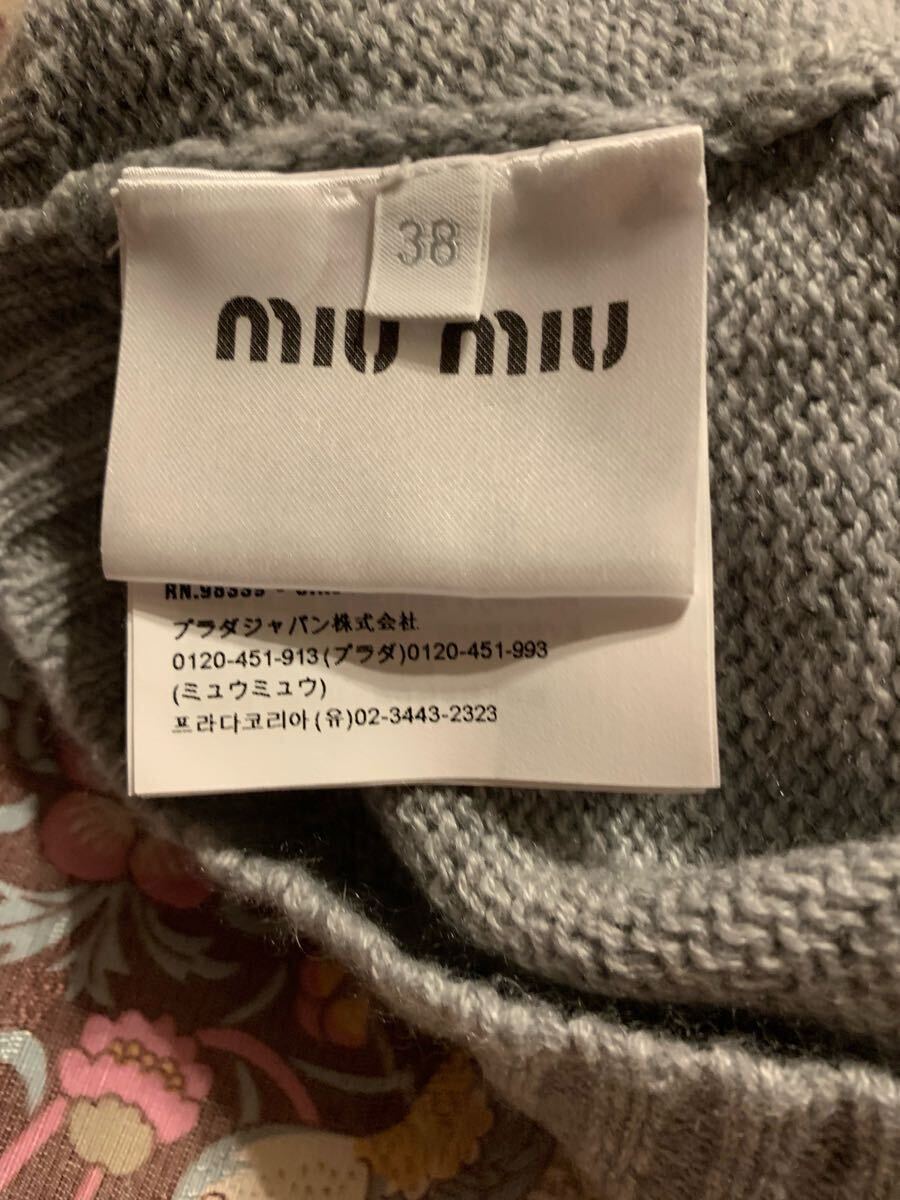 38
miu miu
RN.98339 -
プラダジャパン株式会社
0120-451-913(プラダ)0120-451-993
(ミュウミュウ)
프라다코리아(유)02-3443-2323